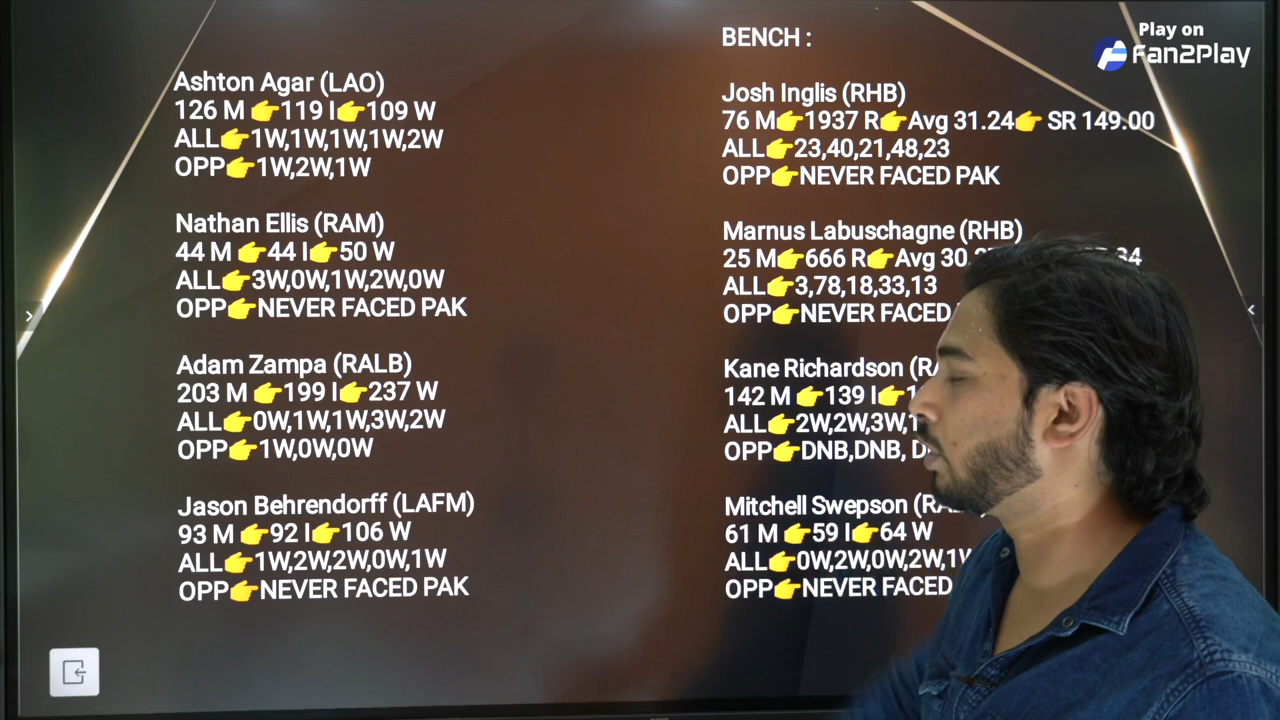 Ashton Agar (LAO)
126 M 👉119 I👉109 W
ALL👉1W,1W,1W,1W,2W
OPP👉1W,2W,1W
Nathan Ellis (RAM)
44 M 👉44 I👉50 W
ALL👉3W,0W,1W,2W,0W
OPP👉NEVER FACED PAK
Adam Zampa (RALB)
203 M 👉199 I👉237 W
ALL👉0W,1W,1W,3W,2W
OPP👉1W,0W,0W
Jason Behrendorff (LAFM)
93 M 👉92 I👉106 W
ALL👉1W,2W,2W,0W,1W
OPP👉NEVER FACED PAK
BENCH :
Josh Inglis (RHB)
76 M👉1937 R👉Avg 31.24👉 SR 149.00
ALL👉23,40,21,48,23
OPP👉NEVER FACED PAK
Marnus Labuschagne (RHB)
25 M👉666 R👉Avg
ALL👉3,78,18,33,13
OPP👉NEVER FACED
Kane Richardson
142 M 👉139 I👉
ALL👉2W,2W,3W,
OPP👉DNB,DNB,
Mitchell Swepson
61 M 👉59 I👉64 W
ALL👉0W,2W,0W,2W,
OPP👉NEVER FACED
Play on
Fan2Play